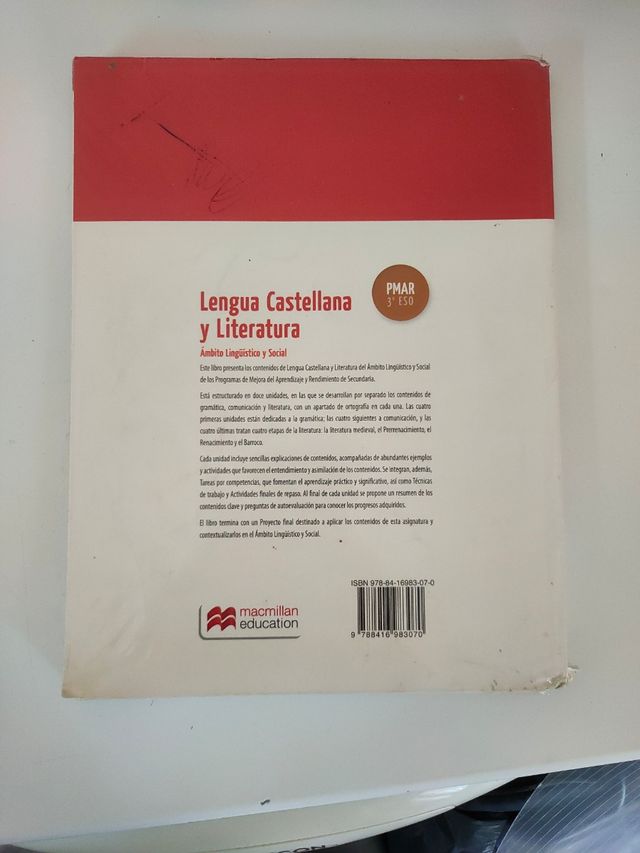 PMAR
3° ESO
Lengua Castellana
y Literatura
Ámbito Lingüístico y Social
Este libro presenta los contenidos de Lengua Castellana y Literatura del Ámbito Lingüístico y Social
de los Programas de Mejora del Aprendizaje y Rendimiento de Secundaria.
Está estructurado en doce unidades, en las que se desarrollan por separado los contenidos de
gramática, comunicación y literatura, con un apartado de ortografía en cada una. Las cuatro
primeras unidades están dedicadas a la gramática; las cuatro siguientes a comunicación, y las
cuatro últimas tratan cuatro etapas de la literatura: la literatura medieval, el Prerrenacimiento, el
Renacimiento y el Barroco.
Cada unidad incluye sencillas explicaciones de contenidos, acompañadas de abundantes ejemplos
y actividades que favorecen el entendimiento y asimilación de los contenidos. Se integran, además,
Tareas por competencias, que fomentan el aprendizaje práctico y significativo, así como Técnicas
de trabajo y Actividades finales de repaso. Al final de cada unidad se propone un resumen de los
contenidos clave y preguntas de autoevaluación para conocer los progresos adquiridos.
El libro termina con un Proyecto final destinado a aplicar los contenidos de esta asignatura y
contextualizarlos en el Ámbito Lingüístico y Social.
ISBN 978-84-16983-07-0
9 788416 983070
macmillan
education